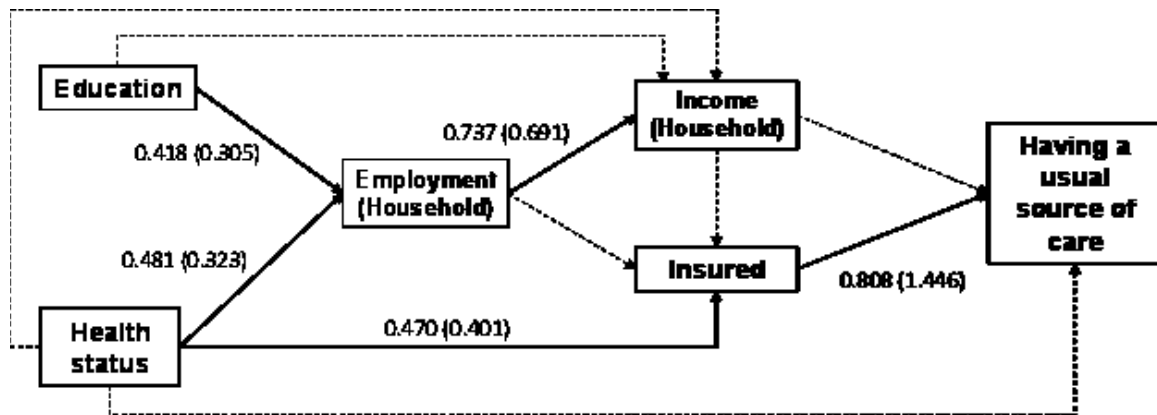 Education
0.418 (0.305)
0.737 (0.691)
Income
(Household)
Having a
usual
source of
care
Employment
(Household)
0.481 (0.323)
Insured
0.808 (1.446)
Health
status
0.470 (0.401)